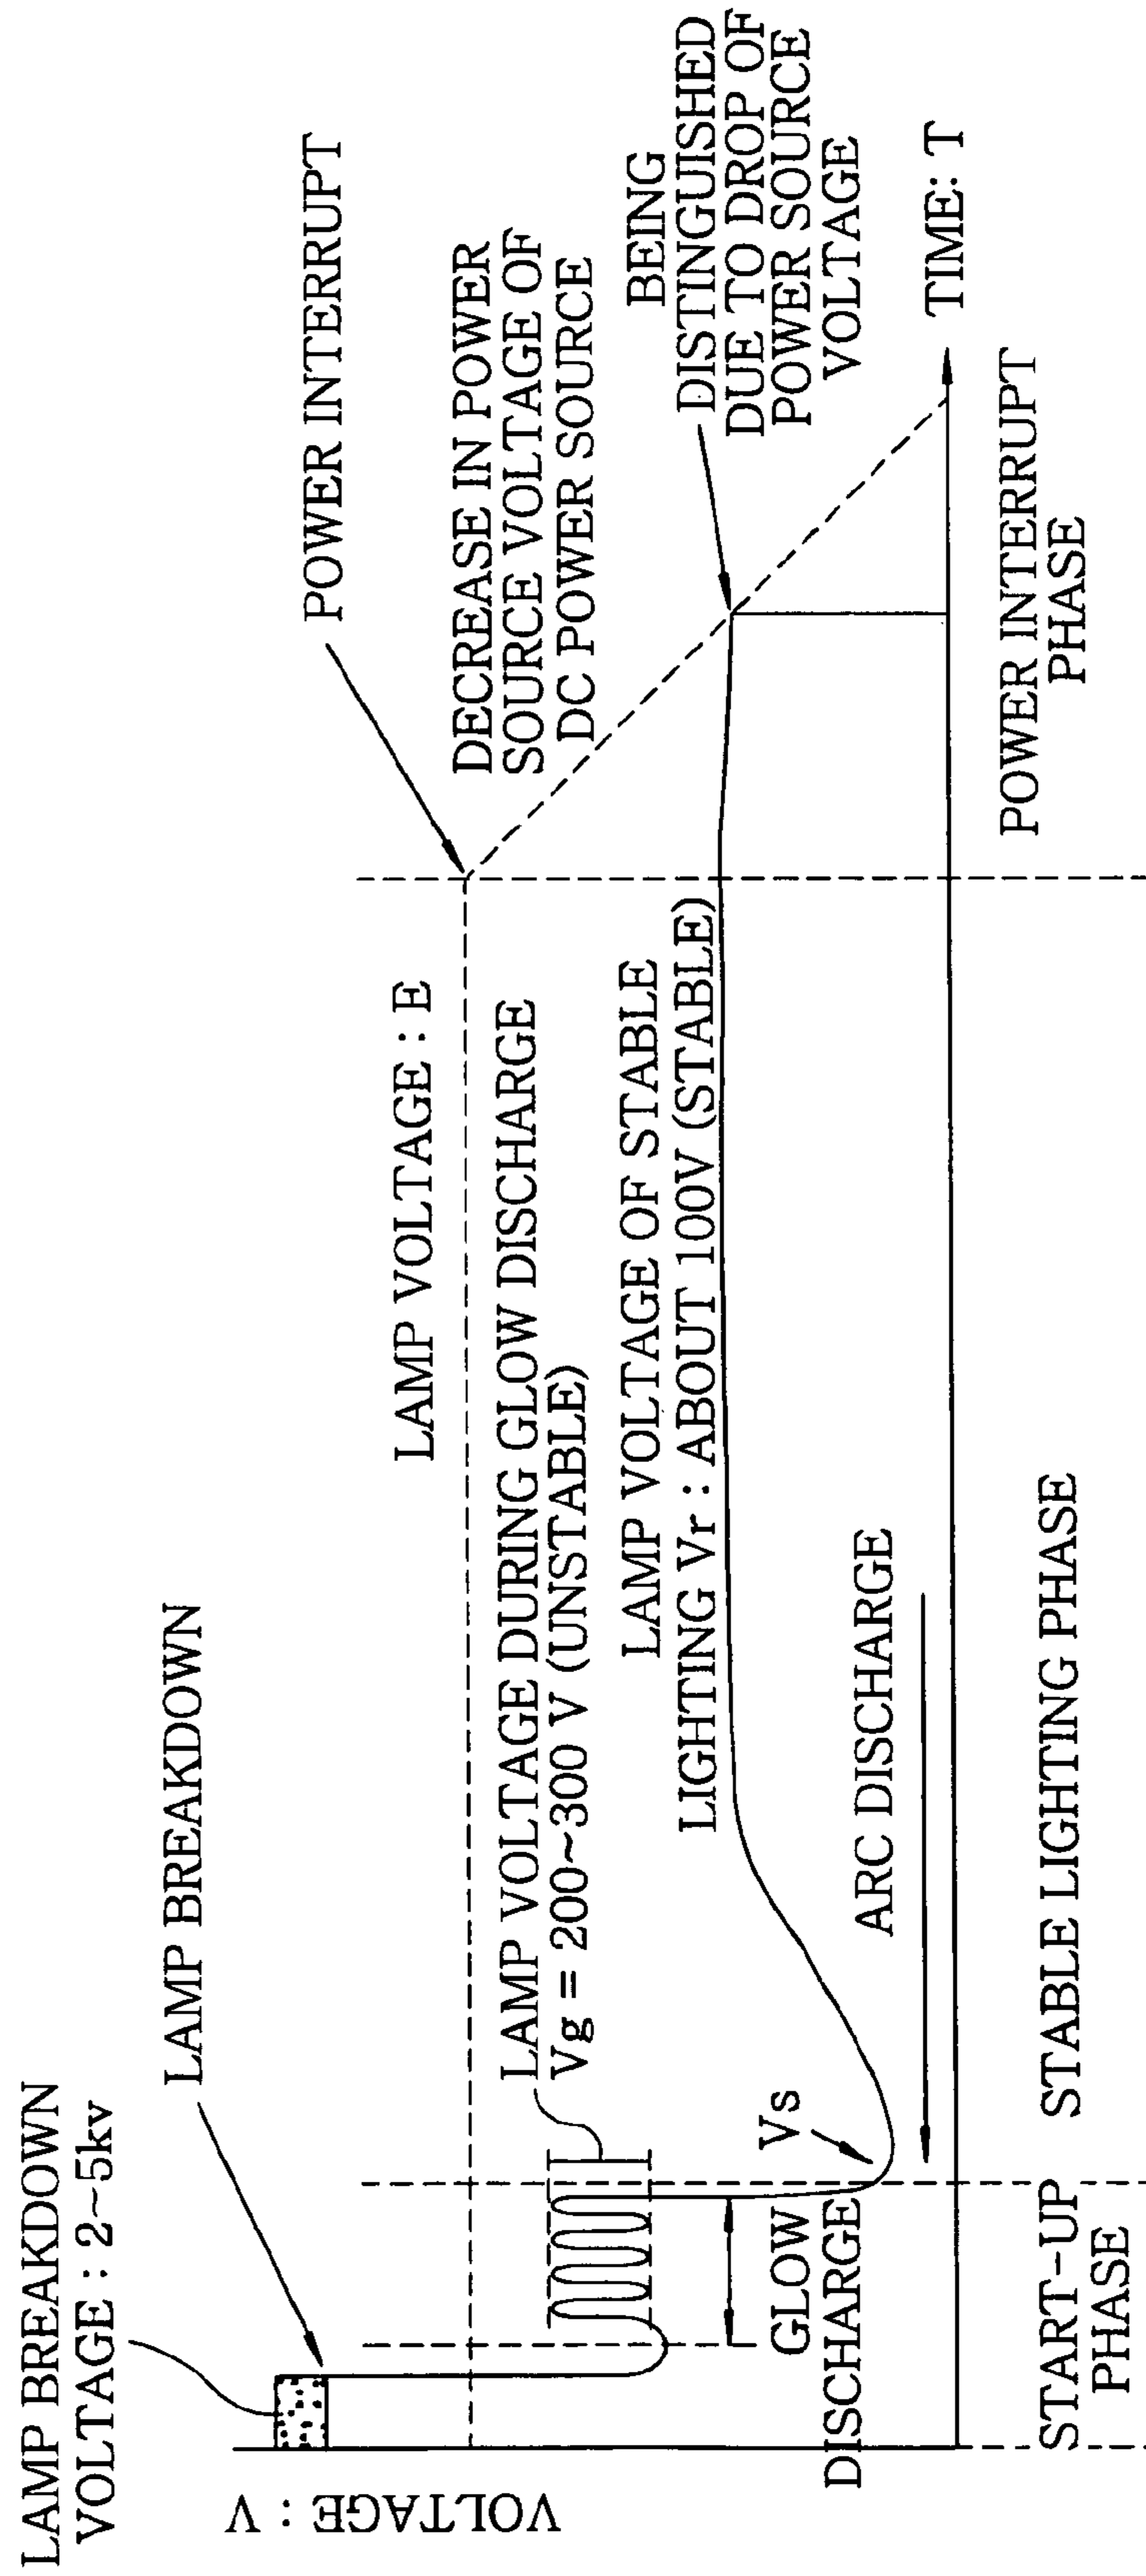 LAMP BREAKDOWN
VOLTAGE : 2~5kv
LAMP BREAKDOWN
POWER INTERRUPT
LAMP VOLTAGE : E
DECREASE IN POWER
SOURCE VOLTAGE OF
DC POWER SOURCE
LAMP VOLTAGE DURING GLOW DISCHARGE
Vg = 200~300 V (UNSTABLE)
LAMP VOLTAGE OF STABLE
LIGHTING Vr : ABOUT 100V (STABLE)
BEING
DISTINGUISHED
DUE TO DROP OF
POWER SOURCE
VOLTAGE
VOLTAGE : V
GLOW
DISCHARGE
Vs
ARC DISCHARGE
TIME: T
START-UP
PHASE
STABLE LIGHTING PHASE
POWER INTERRUPT
PHASE